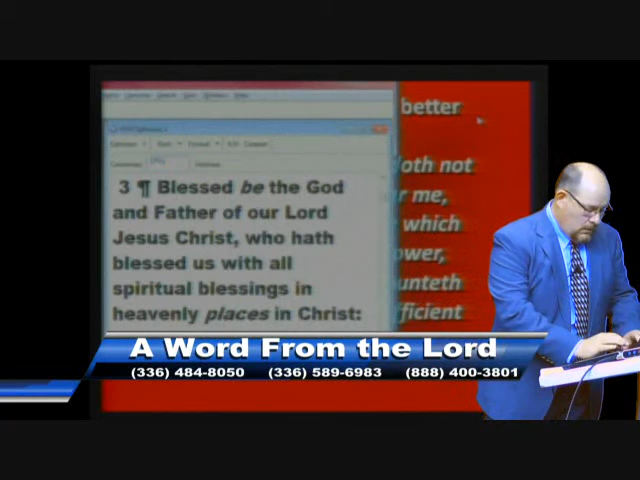 better
doth not
r me,
which
ower,
unteth
fficient
3 ¶ Blessed be the God
and Father of our Lord
Jesus Christ, who hath
blessed us with all
spiritual blessings in
heavenly places in Christ:
A Word From the Lord
(336) 484-8050 (336) 589-6983 (888) 400-3801